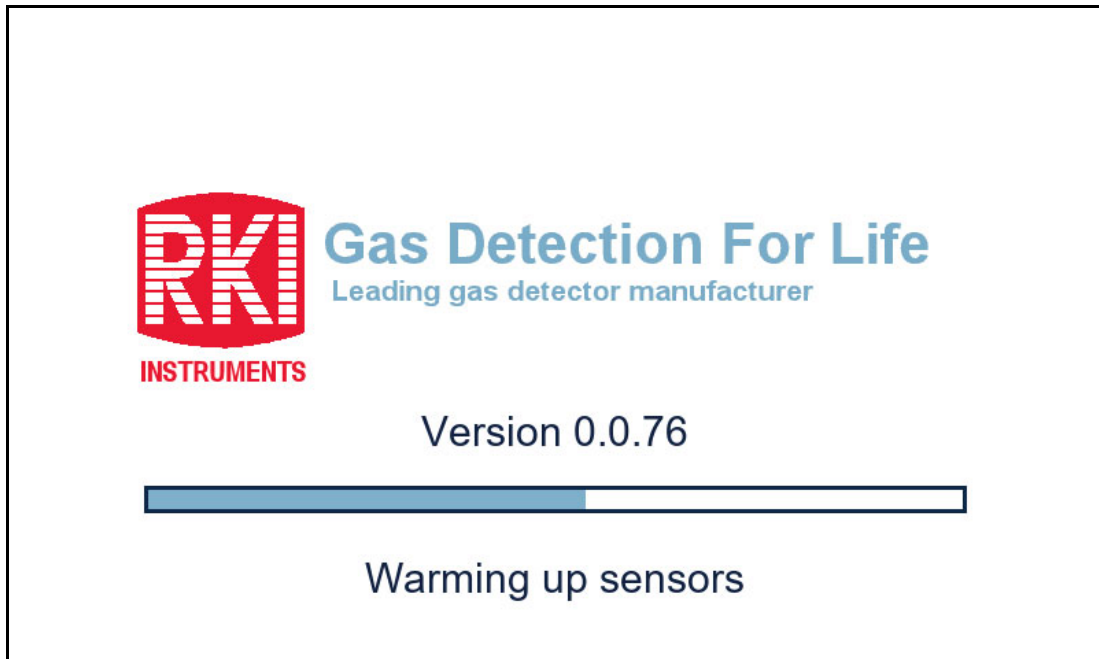 RKI
Gas Detection For Life
Leading gas detector manufacturer
INSTRUMENTS
Version 0.0.76
Warming up sensors